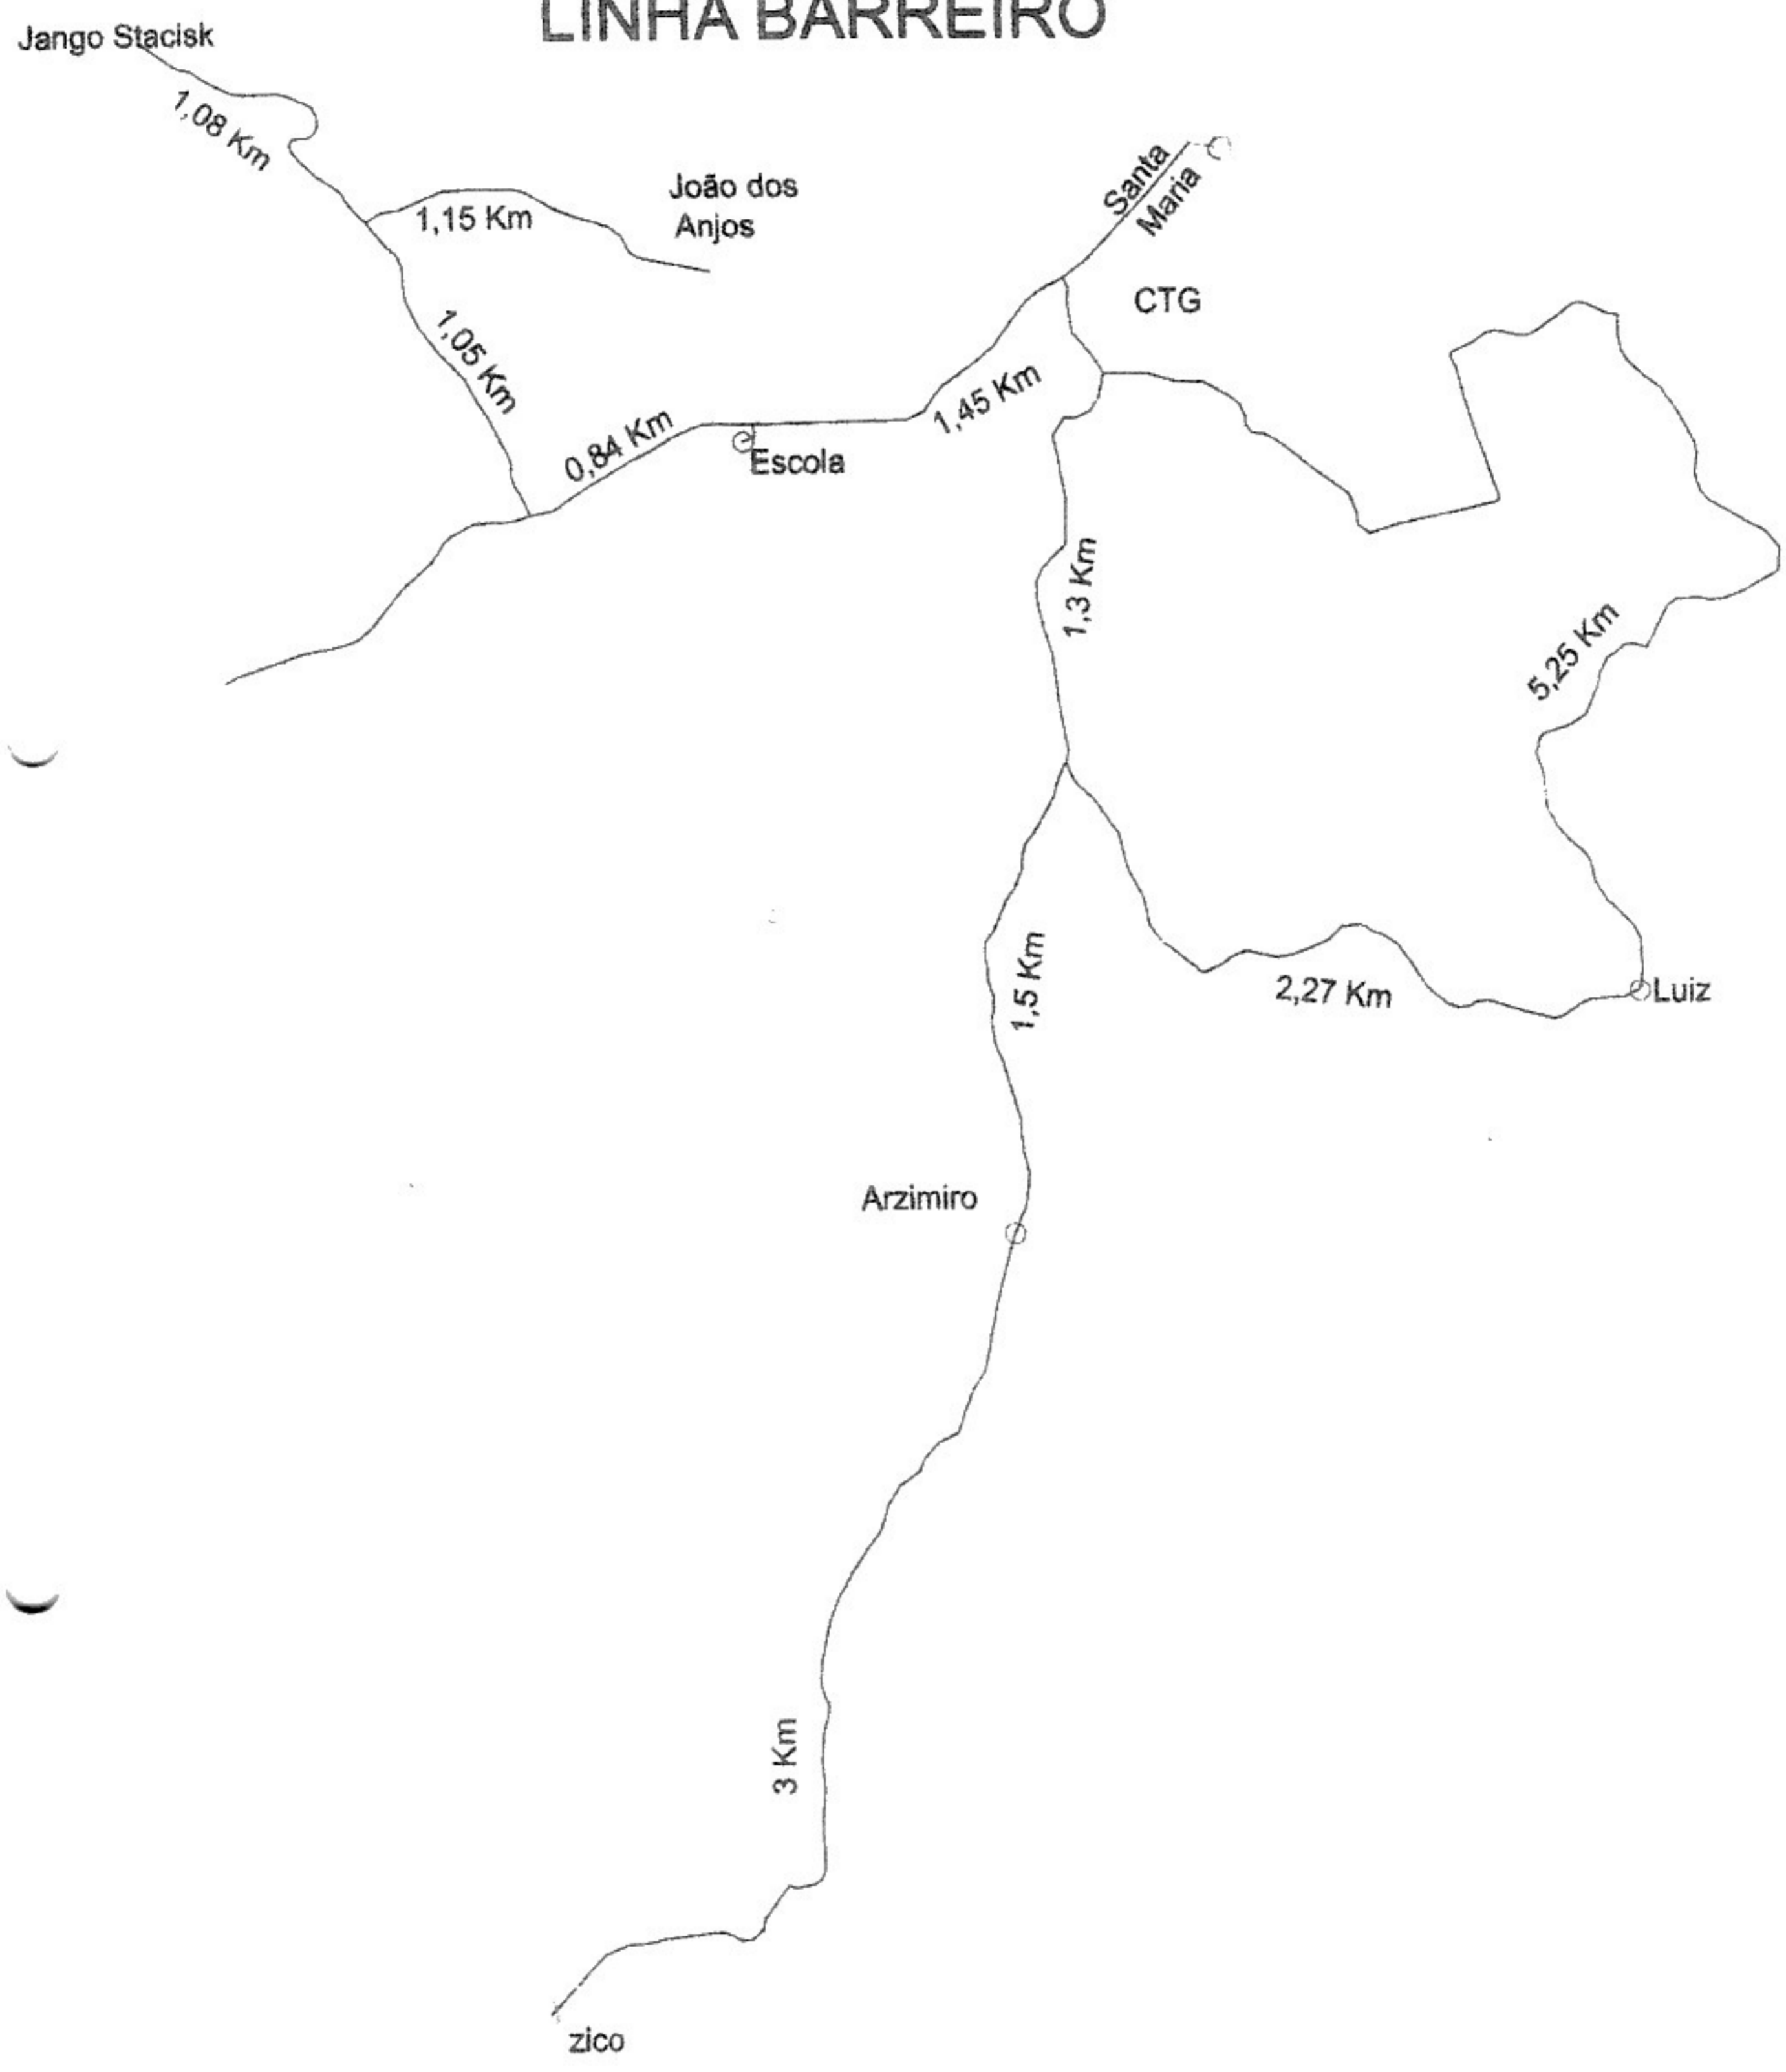 LINHA BARREIRO
Jango Stacisk
1,08 Km
João dos
Anjos
1,15 Km
Santa
Maria
CTG
1,05 Km
1,45 Km
0,84 Km
Escola
1,3 Km
5,25 Km
1,5 Km
2,27 Km
Luiz
Arzimiro
3 Km
zico